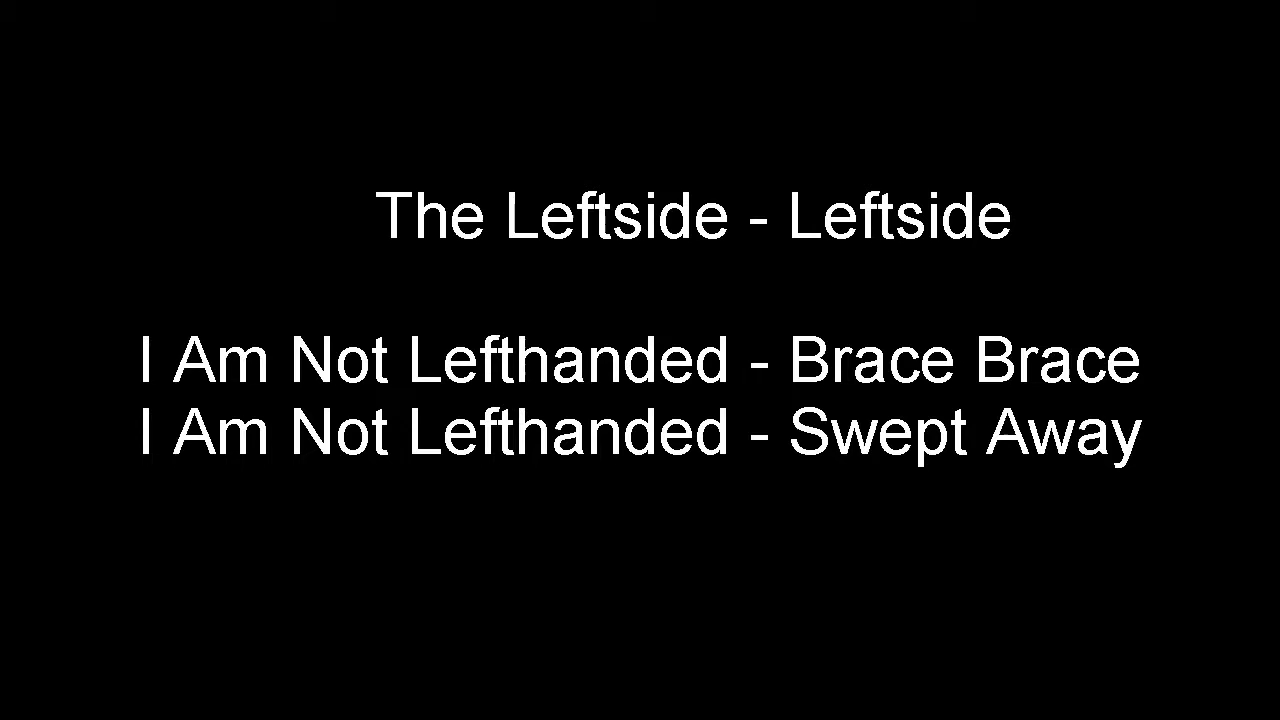 The Leftside - Leftside
I Am Not Lefthanded - Brace Brace
I Am Not Lefthanded - Swept Away